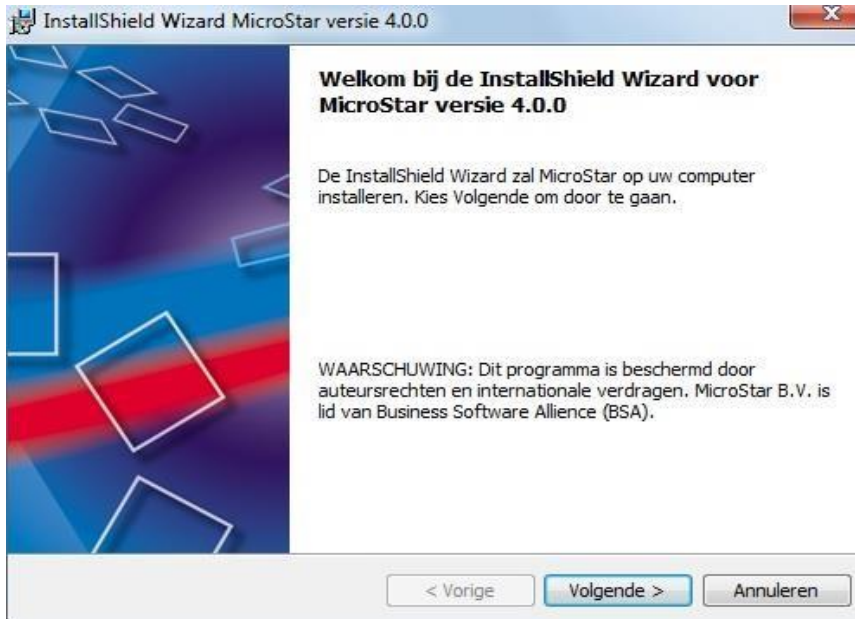 InstallShield Wizard MicroStar versie 4.0.0
Welkom bij de InstallShield Wizard voor
MicroStar versie 4.0.0
De InstallShield Wizard zal MicroStar op uw computer
installeren. Kies Volgende om door te gaan.
WAARSCHUWING: Dit programma is beschermd door
auteursrechten en internationale verdragen. MicroStar B.V. is
lid van Business Software Allience (BSA).
< Vorige
Volgende >
Annuleren